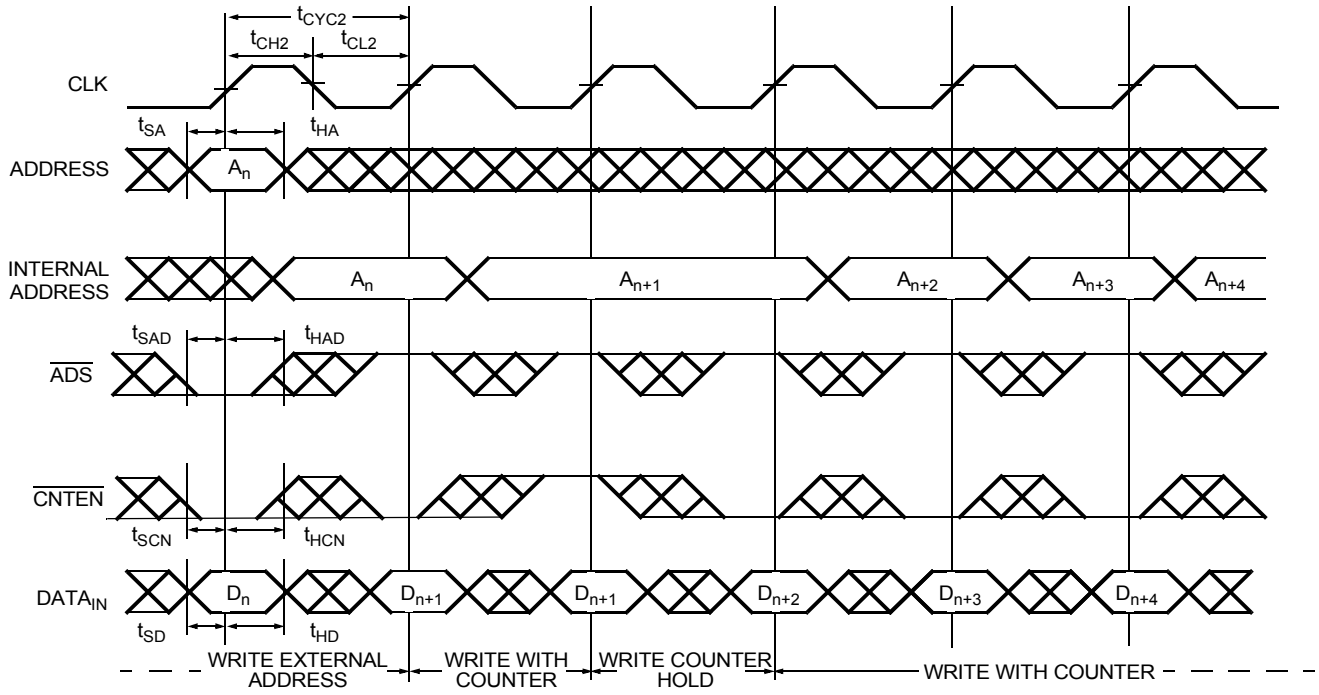 tCYC2
tCH2 tCL2
CLK
tSA tHA
ADDRESS An
INTERNAL
ADDRESS
An An+1 An+2 An+3 An+4
tSAD tHAD
ADS
CNTEN
tSCN tHCN
DATAIN Dn Dn+1 Dn+1 Dn+2 Dn+3 Dn+4
tSD tHD
WRITE EXTERNAL
ADDRESS
WRITE WITH
COUNTER
WRITE COUNTER
HOLD
WRITE WITH COUNTER